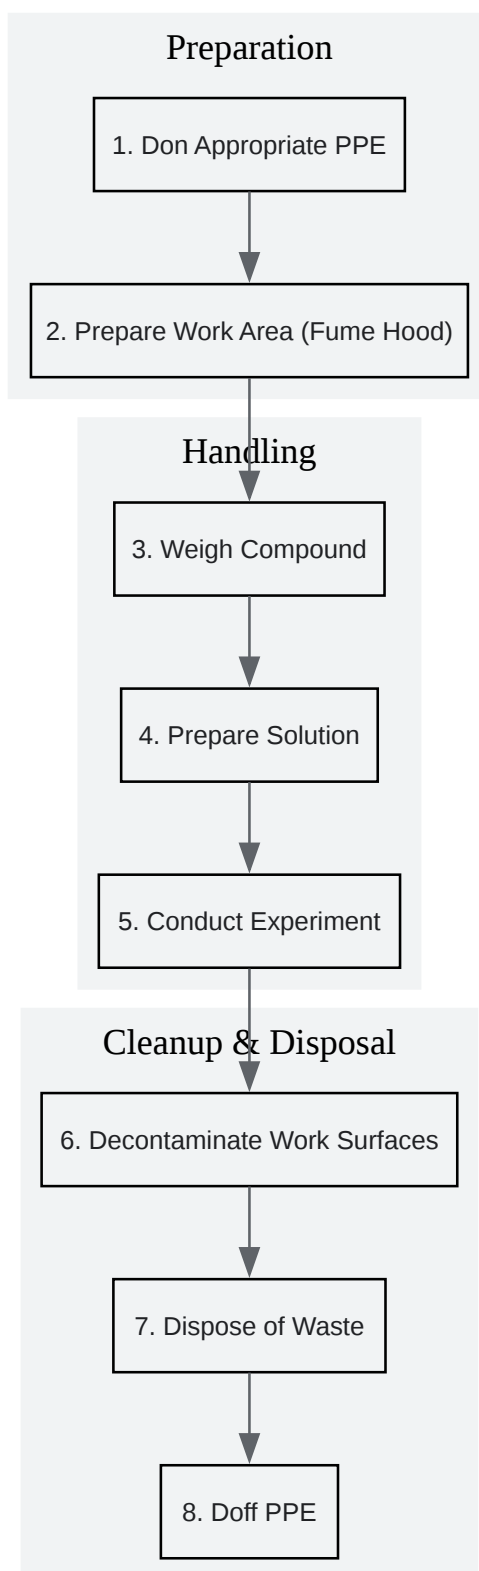 Preparation
1. Don Appropriate PPE
2. Prepare Work Area (Fume Hood)
Handling
3. Weigh Compound
4. Prepare Solution
5. Conduct Experiment
Cleanup & Disposal
6. Decontaminate Work Surfaces
7. Dispose of Waste
8. Doff PPE